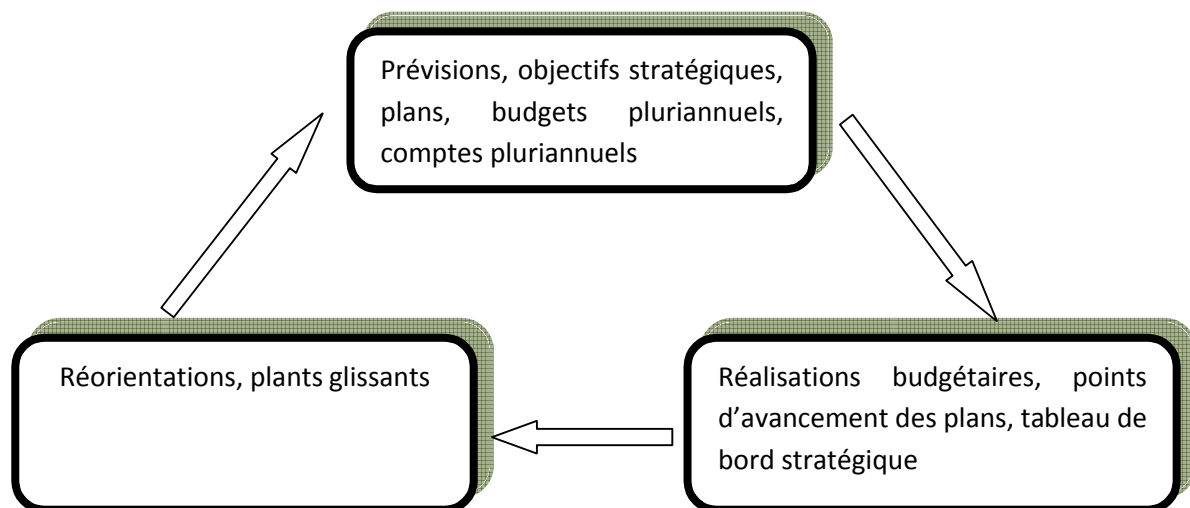 Prévisions, objectifs stratégiques,
plans, budgets pluriannuels,
comptes pluriannuels
Réorientations, plants glissants
Réalisations budgétaires, points
d’avancement des plans, tableau de
bord stratégique